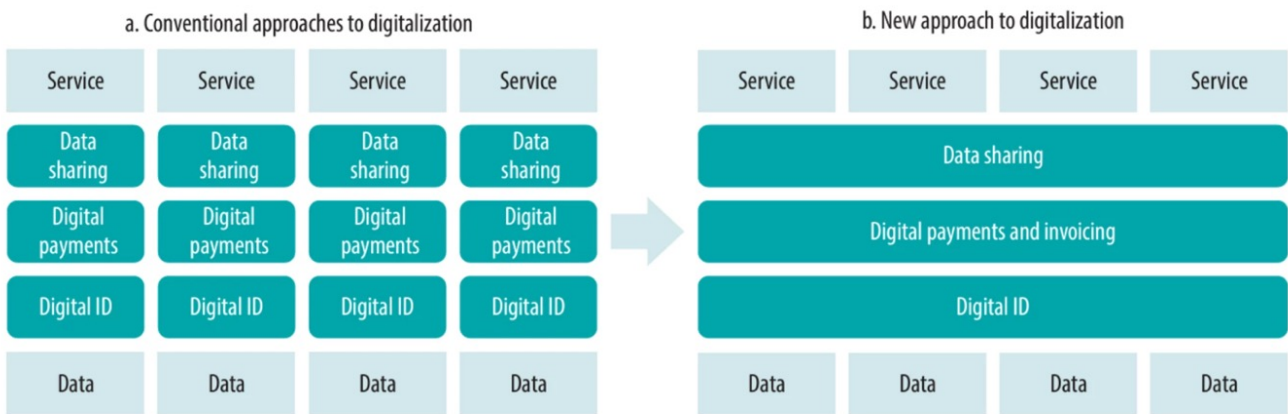 a. Conventional approaches to digitalization
Service
Service
Service
Service
Data
sharing
Data
sharing
Data
sharing
Data
sharing
Digital
payments
Digital
payments
Digital
payments
Digital
payments
Digital ID
Digital ID
Digital ID
Digital ID
Data
Data
Data
Data
b. New approach to digitalization
Service
Service
Service
Service
Data sharing
Digital payments and invoicing
Digital ID
Data
Data
Data
Data